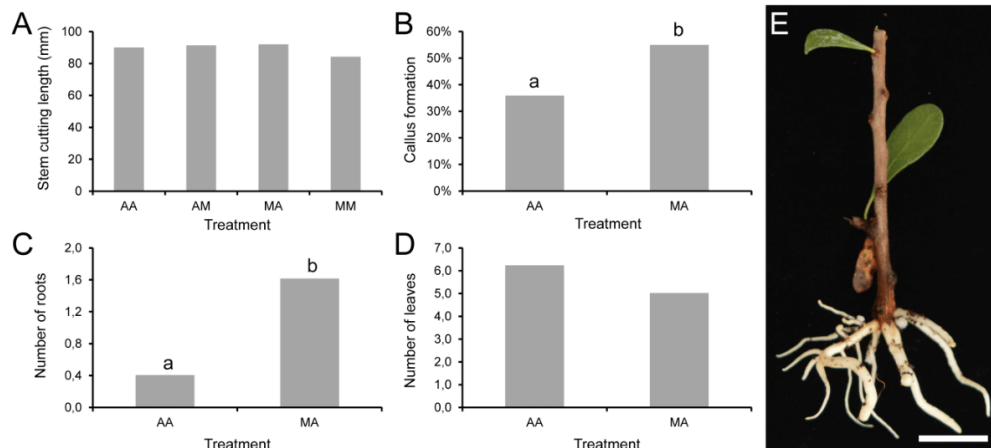 A
Stem cutting length (mm)
100
80
60
40
20
0
AA AM MA MM
Treatment
B
Callus formation
60%
50%
40%
30%
20%
10%
0%
a
b
AA MA
Treatment
C
Number of roots
2,0
1,6
1,2
0,8
0,4
0,0
a
b
AA MA
Treatment
D
Number of leaves
7,0
6,0
5,0
4,0
3,0
2,0
1,0
0,0
AA MA
Treatment
E